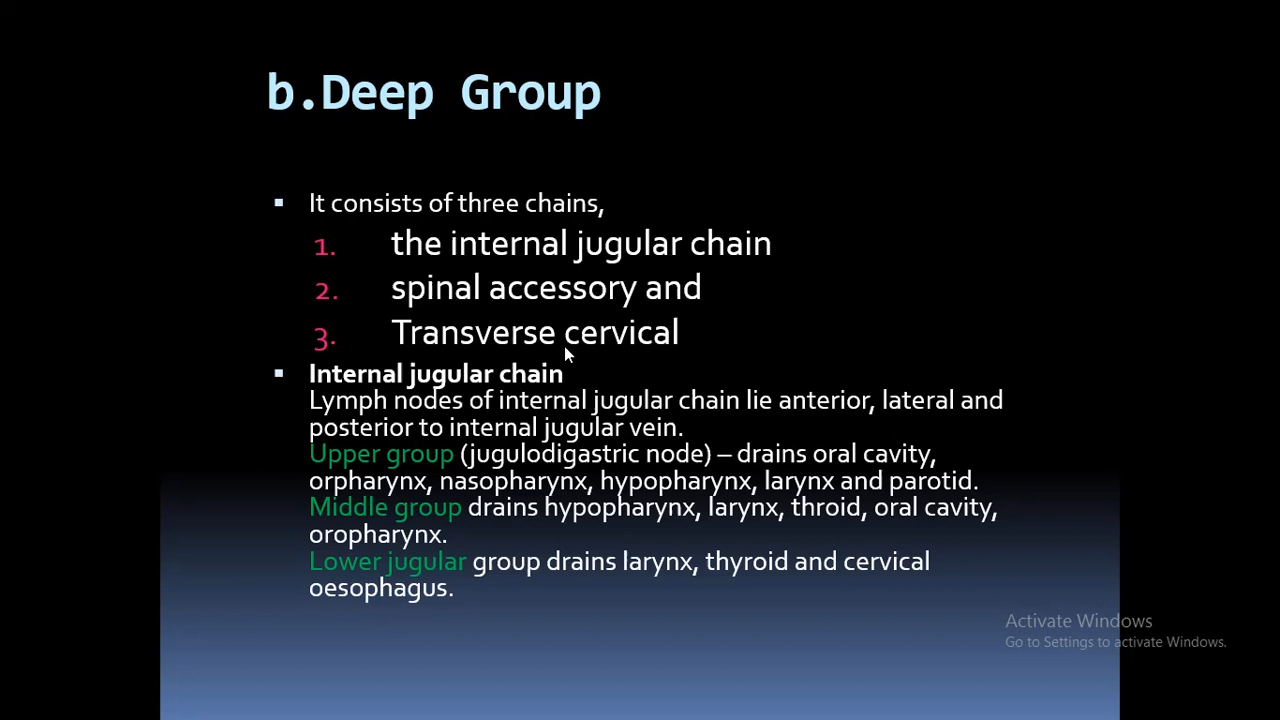 b.Deep Group
▪ It consists of three chains,
1. the internal jugular chain
2. spinal accessory and
3. Transverse cervical
▪ Internal jugular chain
Lymph nodes of internal jugular chain lie anterior, lateral and
posterior to internal jugular vein.
Upper group (jugulodigastric node) – drains oral cavity,
orpharynx, nasopharynx, hypopharynx, larynx and parotid.
Middle group drains hypopharynx, larynx, throid, oral cavity,
oropharynx.
Lower jugular group drains larynx, thyroid and cervical
oesophagus.
Activate Windows
Go to Settings to activate Windows.